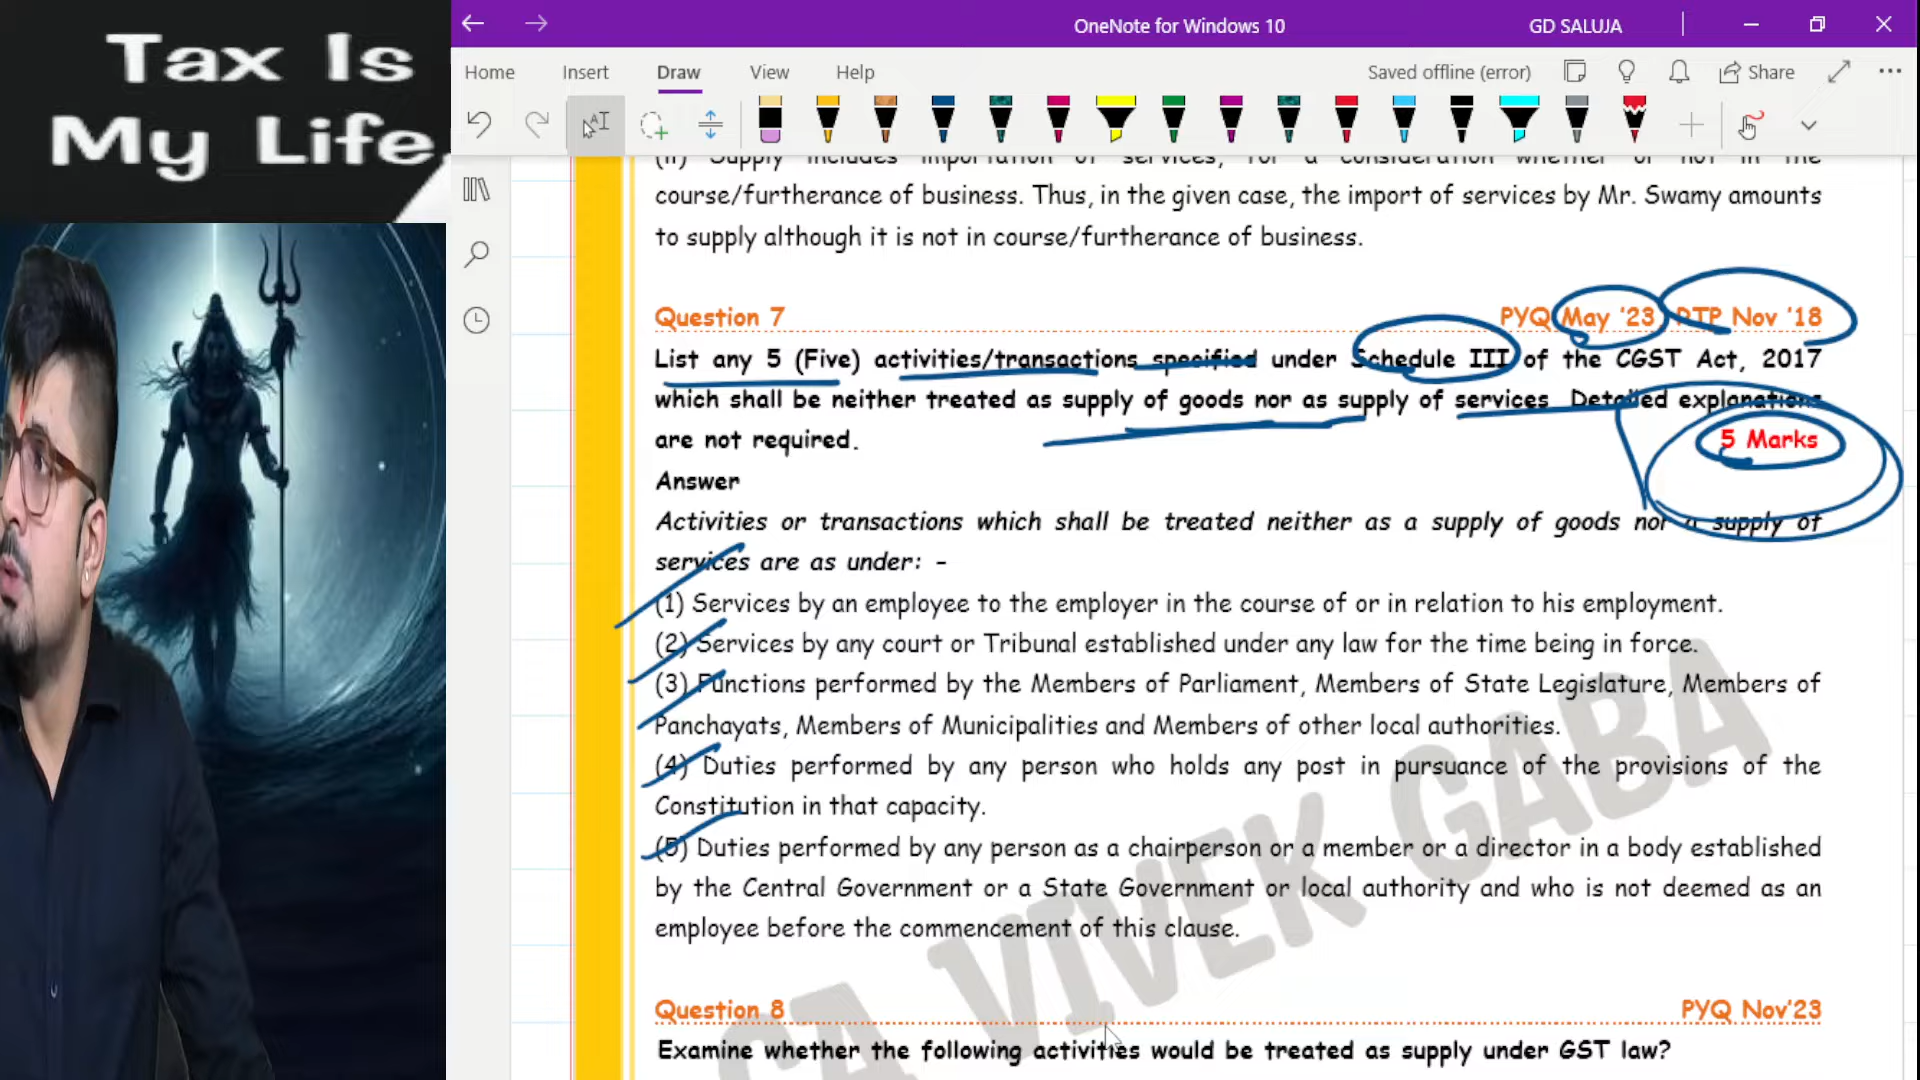 Tax Is
My Life.
OneNote for Windows 10
GD SALUJA
Home Insert Draw View Help
Saved offline (error)
Share
(ii) Supply includes importation of services, for a consideration whether or not in the
course/furtherance of business. Thus, in the given case, the import of services by Mr. Swamy amounts
to supply although it is not in course/furtherance of business.
Question 7 PYQ May '23, RTP Nov '18
List any 5 (Five) activities/transactions specified under Schedule III of the CGST Act, 2017
which shall be neither treated as supply of goods nor as supply of services Detailed explanations
are not required.
5 Marks
Answer
Activities or transactions which shall be treated neither as a supply of goods nor a supply of
services are as under: -
(1) Services by an employee to the employer in the course of or in relation to his employment.
(2) Services by any court or Tribunal established under any law for the time being in force.
(3) Functions performed by the Members of Parliament, Members of State Legislature, Members of
Panchayats, Members of Municipalities and Members of other local authorities.
(4) Duties performed by any person who holds any post in pursuance of the provisions of the
Constitution in that capacity.
(5) Duties performed by any person as a chairperson or a member or a director in a body established
by the Central Government or a State Government or local authority and who is not deemed as an
employee before the commencement of this clause.
CA VIVEK GABA
Question 8 PYQ Nov'23
Examine whether the following activities would be treated as supply under GST law?